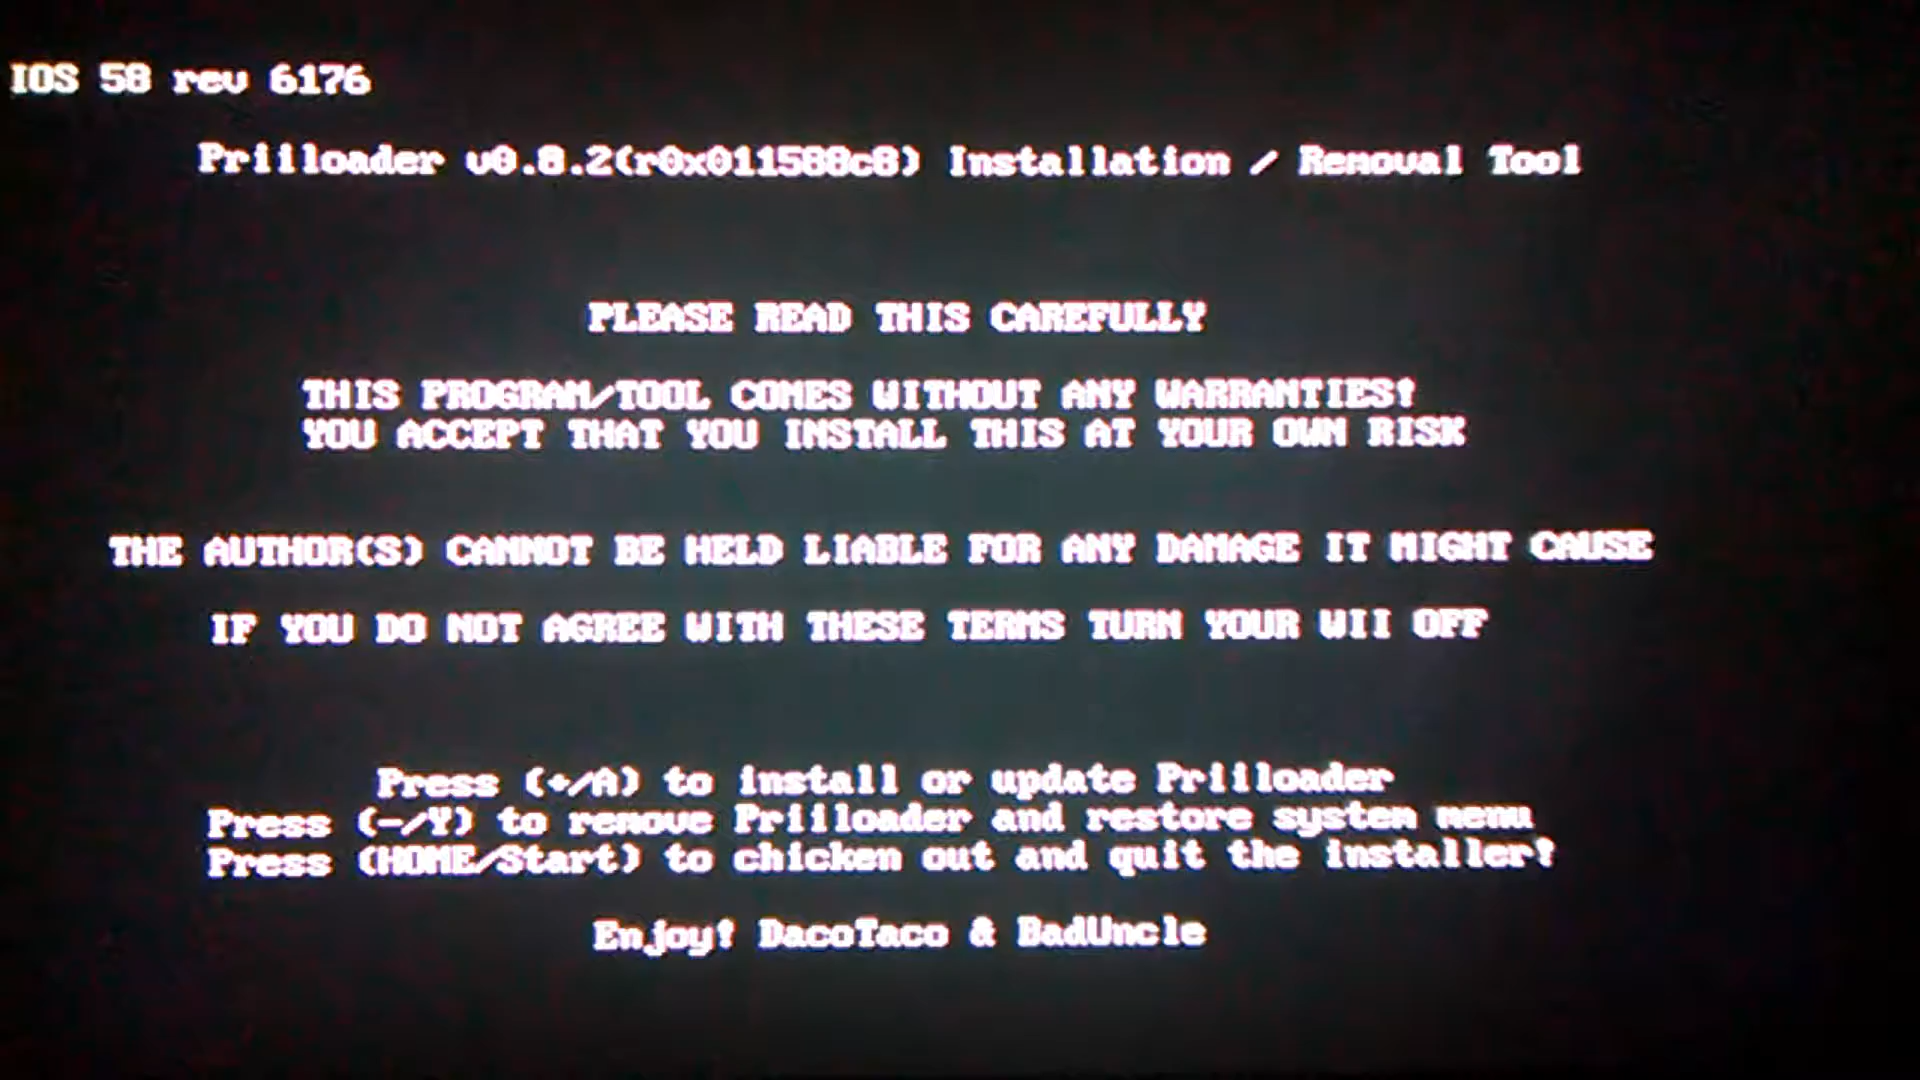 IOS 58 rev 6176
Priiloader v0.8.2(r0x011588c8) Installation / Removal Tool
PLEASE READ THIS CAREFULLY
THIS PROGRAM/TOOL COMES WITHOUT ANY WARRANTIES!
YOU ACCEPT THAT YOU INSTALL THIS AT YOUR OWN RISK
THE AUTHOR(S) CANNOT BE HELD LIABLE FOR ANY DAMAGE IT MIGHT CAUSE
IF YOU DO NOT AGREE WITH THESE TERMS TURN YOUR WII OFF
Press (+/A) to install or update Priiloader
Press (-/Y) to remove Priiloader and restore system menu
Press (HOME/Start) to chicken out and quit the installer!
Enjoy! DacoTaco & BadUncle